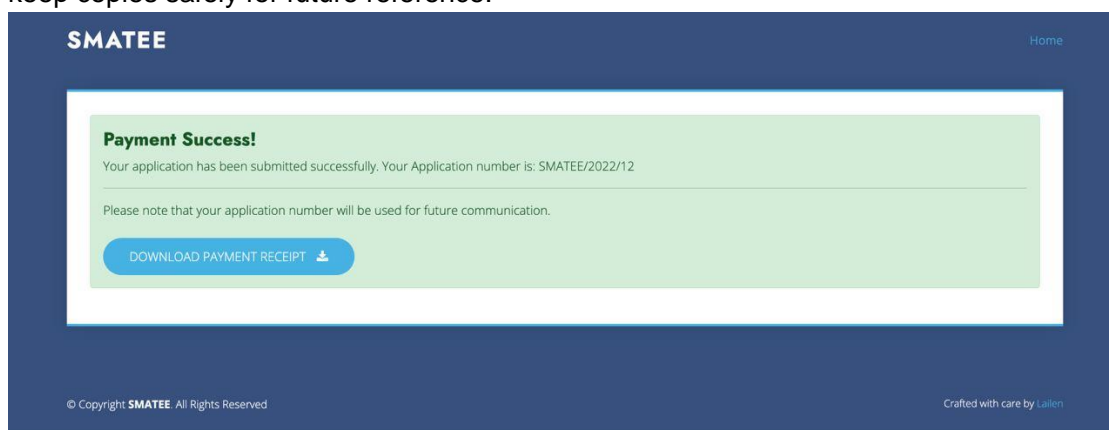 keep copies safely for future reference.
SMATEE
Home
Payment Success!
Your application has been submitted successfully. Your Application number is: SMATEE/2022/12
Please note that your application number will be used for future communication.
DOWNLOAD PAYMENT RECEIPT
© Copyright SMATEE. All Rights Reserved
Crafted with care by Lailen